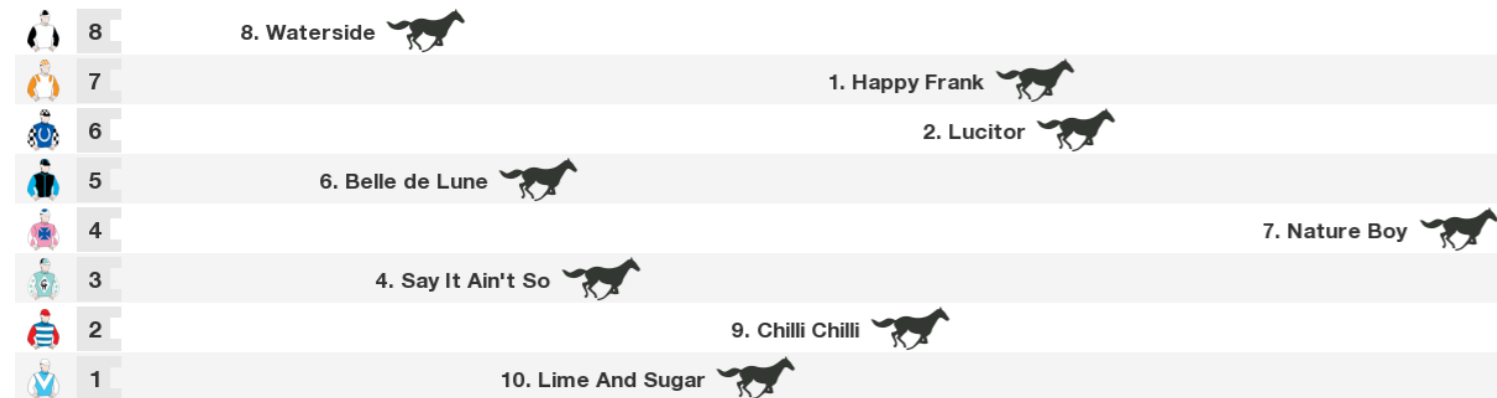 8 8. Waterside
7 1. Happy Frank
6 2. Lucitor
5 6. Belle de Lune
4 7. Nature Boy
3 4. Say It Ain't So
2 9. Chilli Chilli
1 10. Lime And Sugar